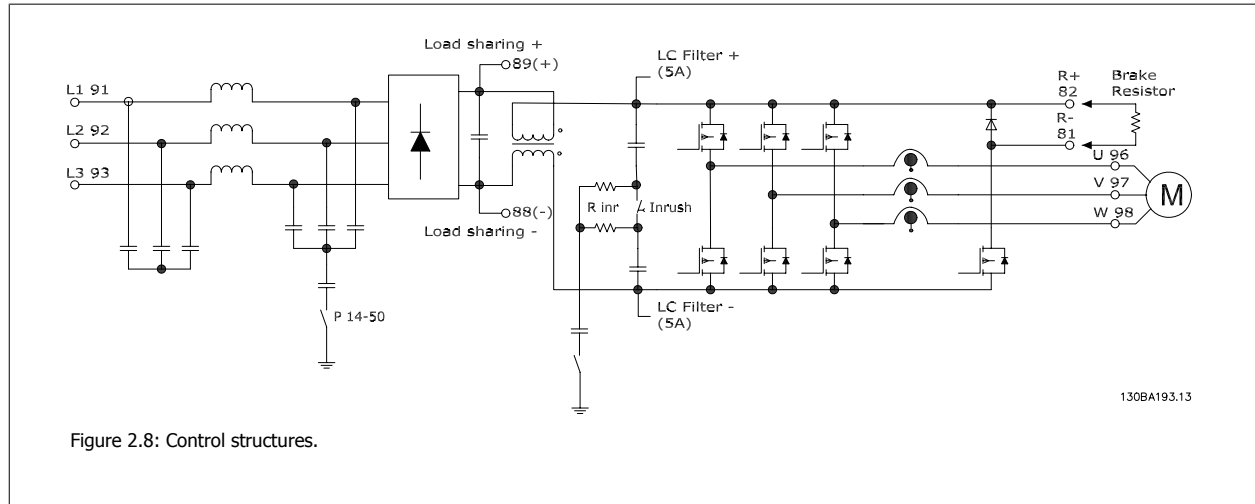 Load sharing +
89(+)
LC Filter +
(5A)
R+
82
Brake
Resistor
L1 91
R-
81
L2 92
U 96
L3 93
V 97
M
R inr
Inrush
88(-)
W 98
Load sharing -
LC Filter -
(5A)
P 14-50
130BA193.13
Figure 2.8: Control structures.